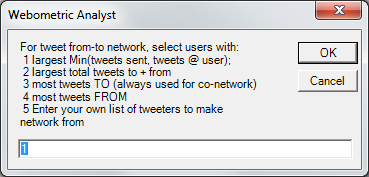 Webometric Analyst
For tweet from-to network, select users with:
1 largest Min(tweets sent, tweets @ user);
2 largest total tweets to + from
3 most tweets TO (always used for co-network)
4 most tweets FROM
5 Enter your own list of tweeters to make
network from
OK
Cancel
1